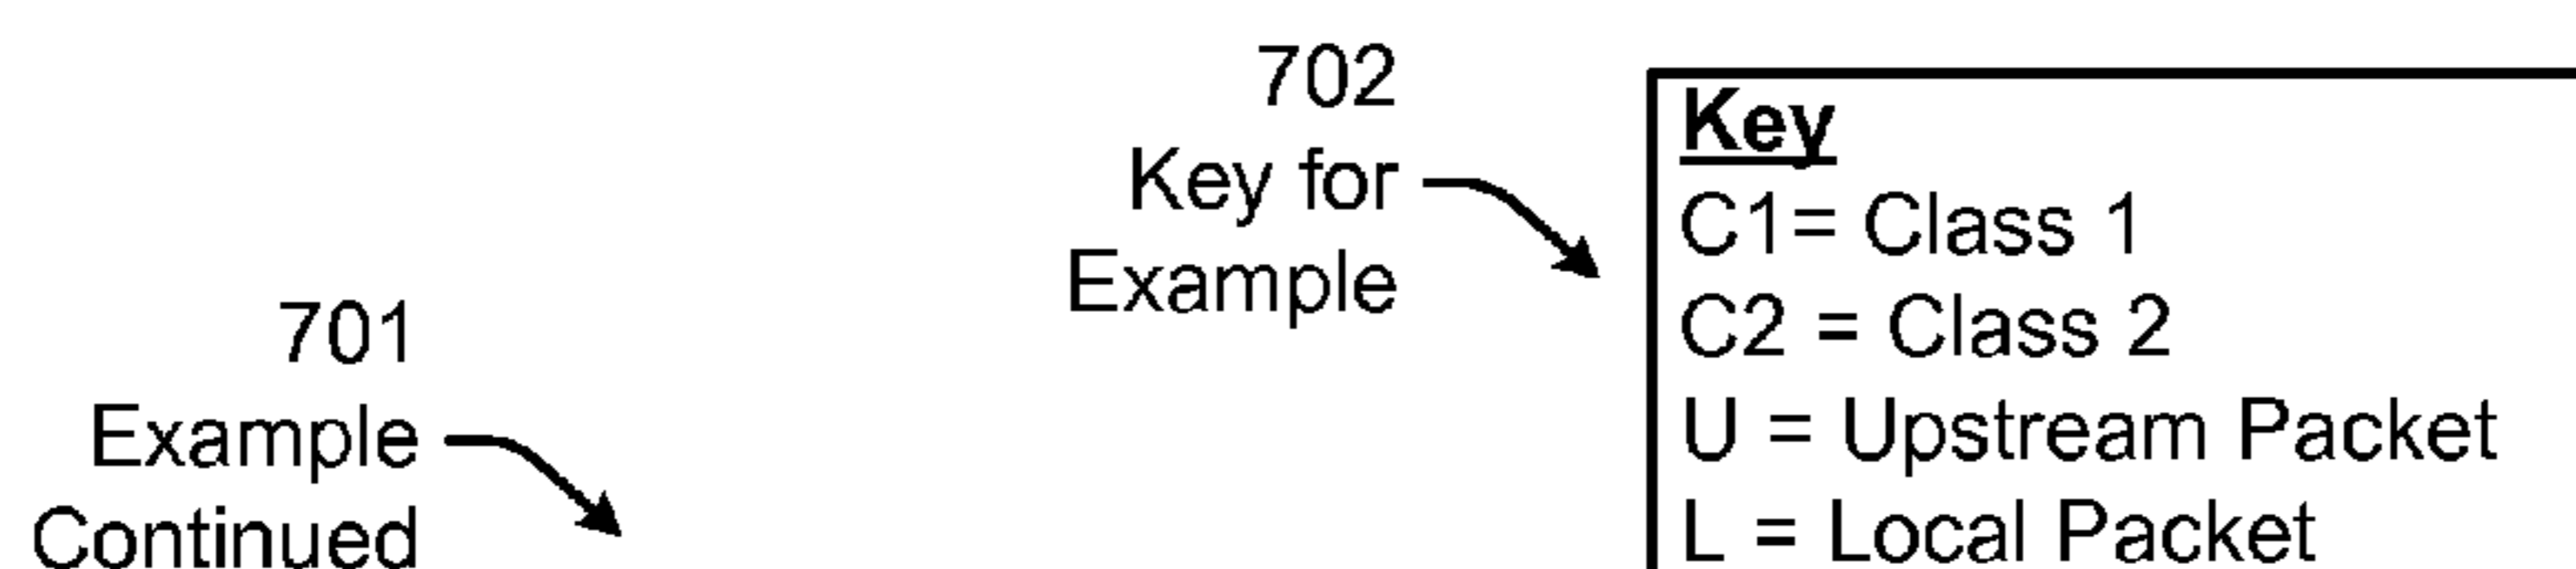 702
Key for
Example
701
Example
Continued
Key
C1= Class 1
C2 = Class 2
U = Upstream Packet
L = Local Packet